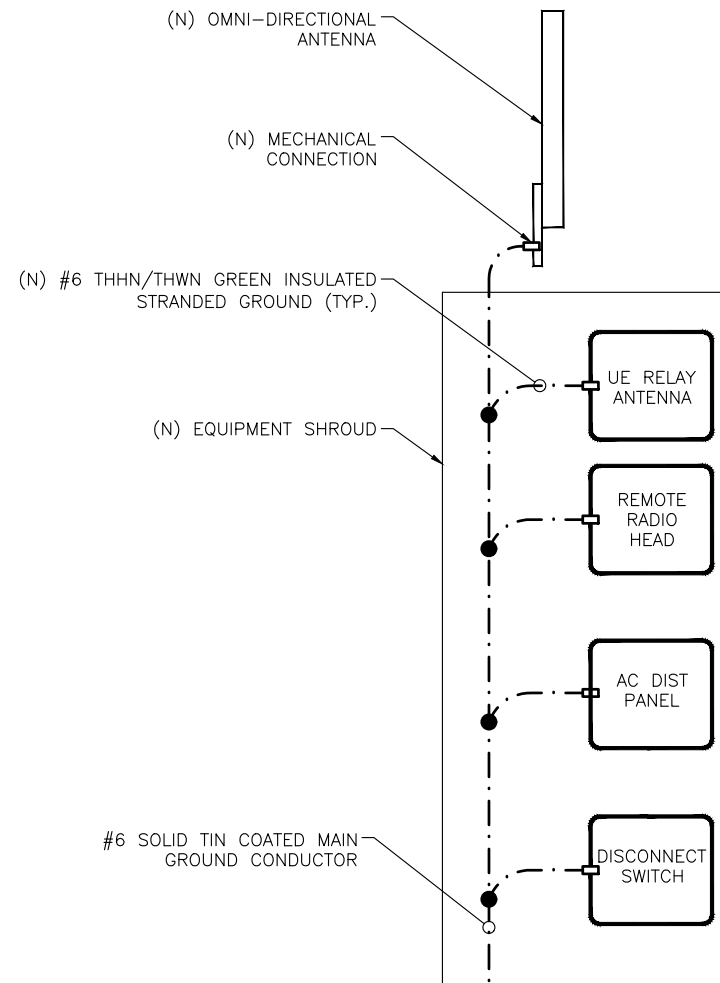 (N) OMNI-DIRECTIONAL
ANTENNA
(N) MECHANICAL
CONNECTION
(N) #6 THHN/THWN GREEN INSULATED
STRANDED GROUND (TYP.)
UE RELAY
ANTENNA
(N) EQUIPMENT SHROUD
REMOTE
RADIO
HEAD
AC DIST
PANEL
#6 SOLID TIN COATED MAIN
GROUND CONDUCTOR
DISCONNECT
SWITCH